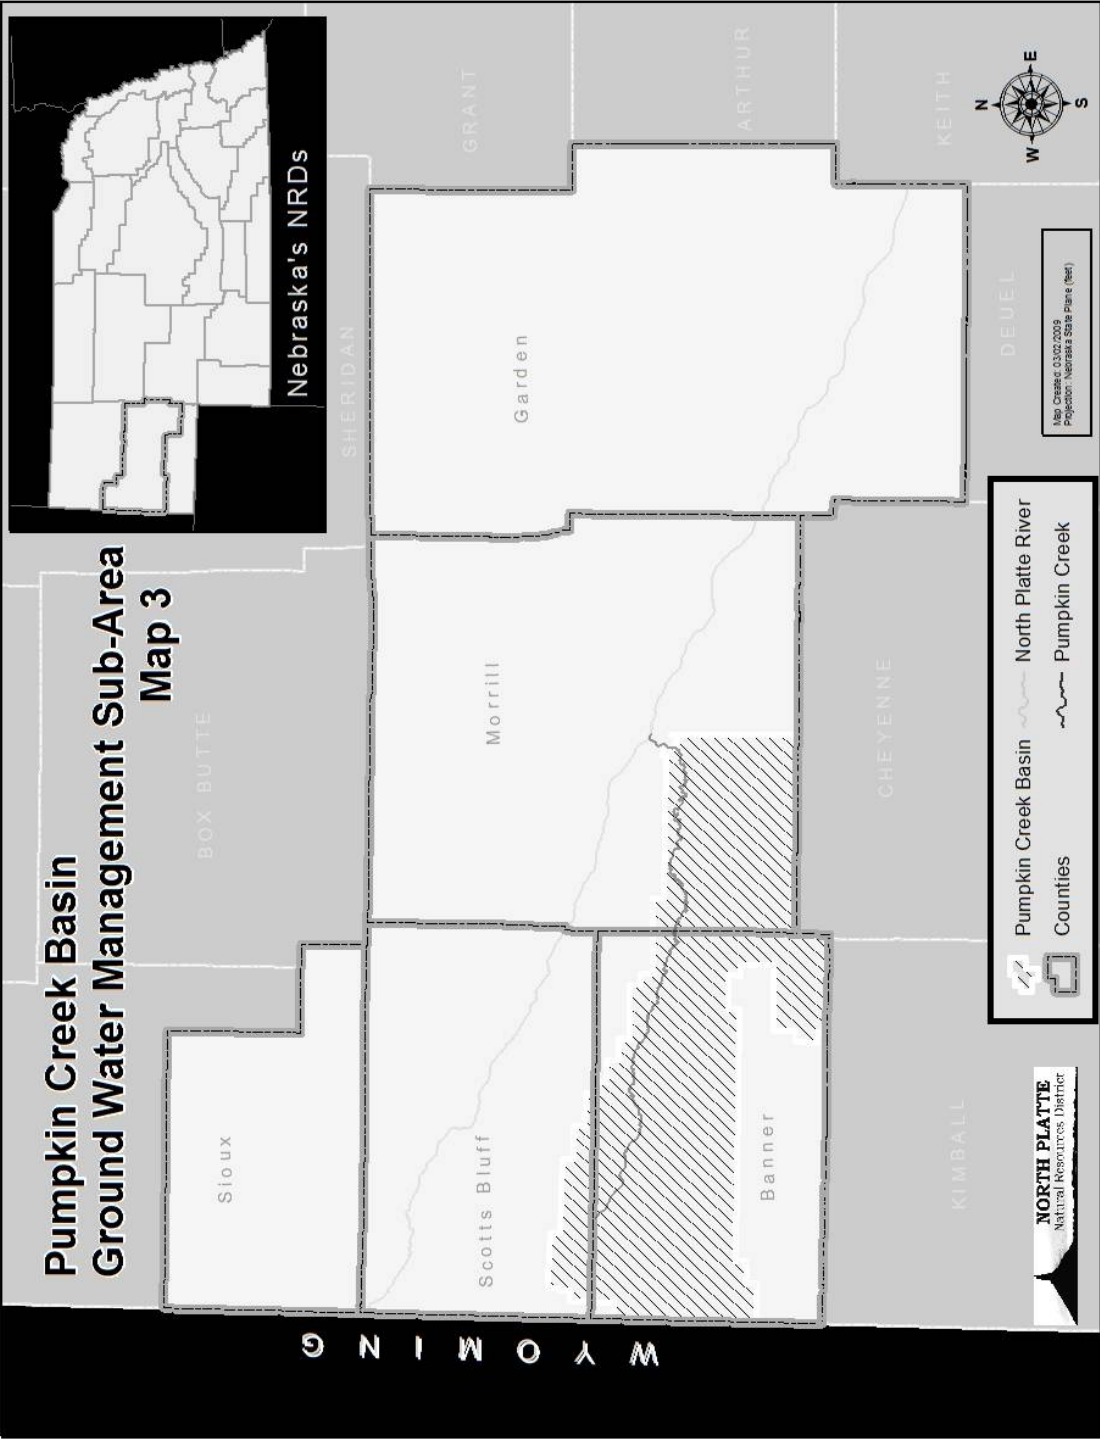 Pumpkin Creek Basin
Ground Water Management Sub-Area
Map 3
Nebraska's NRDs
WYOMING
Sioux
BOX BUTTE
SHERIDAN
GRANT
Scotts Bluff
Morrill
Garden
ARTHUR
Banner
KEITH
KIMBALL
CHEYENNE
DEUEL
N
W
E
S
NORTH PLATTE
Natural Resources District
Pumpkin Creek Basin
North Platte River
Counties
Pumpkin Creek
Map Created: 03/02/2009
Projection: Nebraska State Plane (feet)